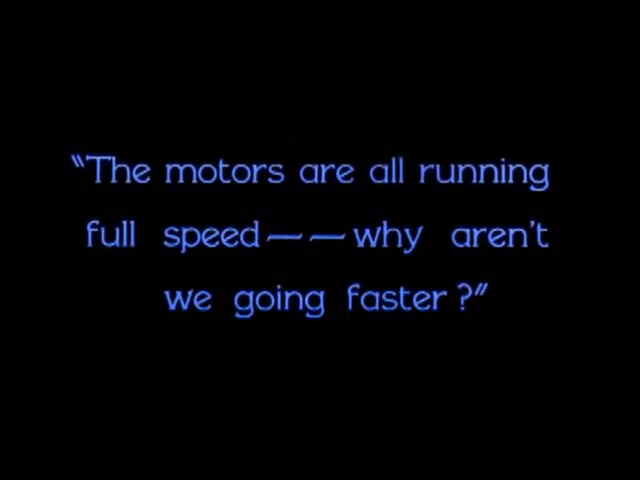 “The motors are all running
full speed——why aren't
we going faster?”